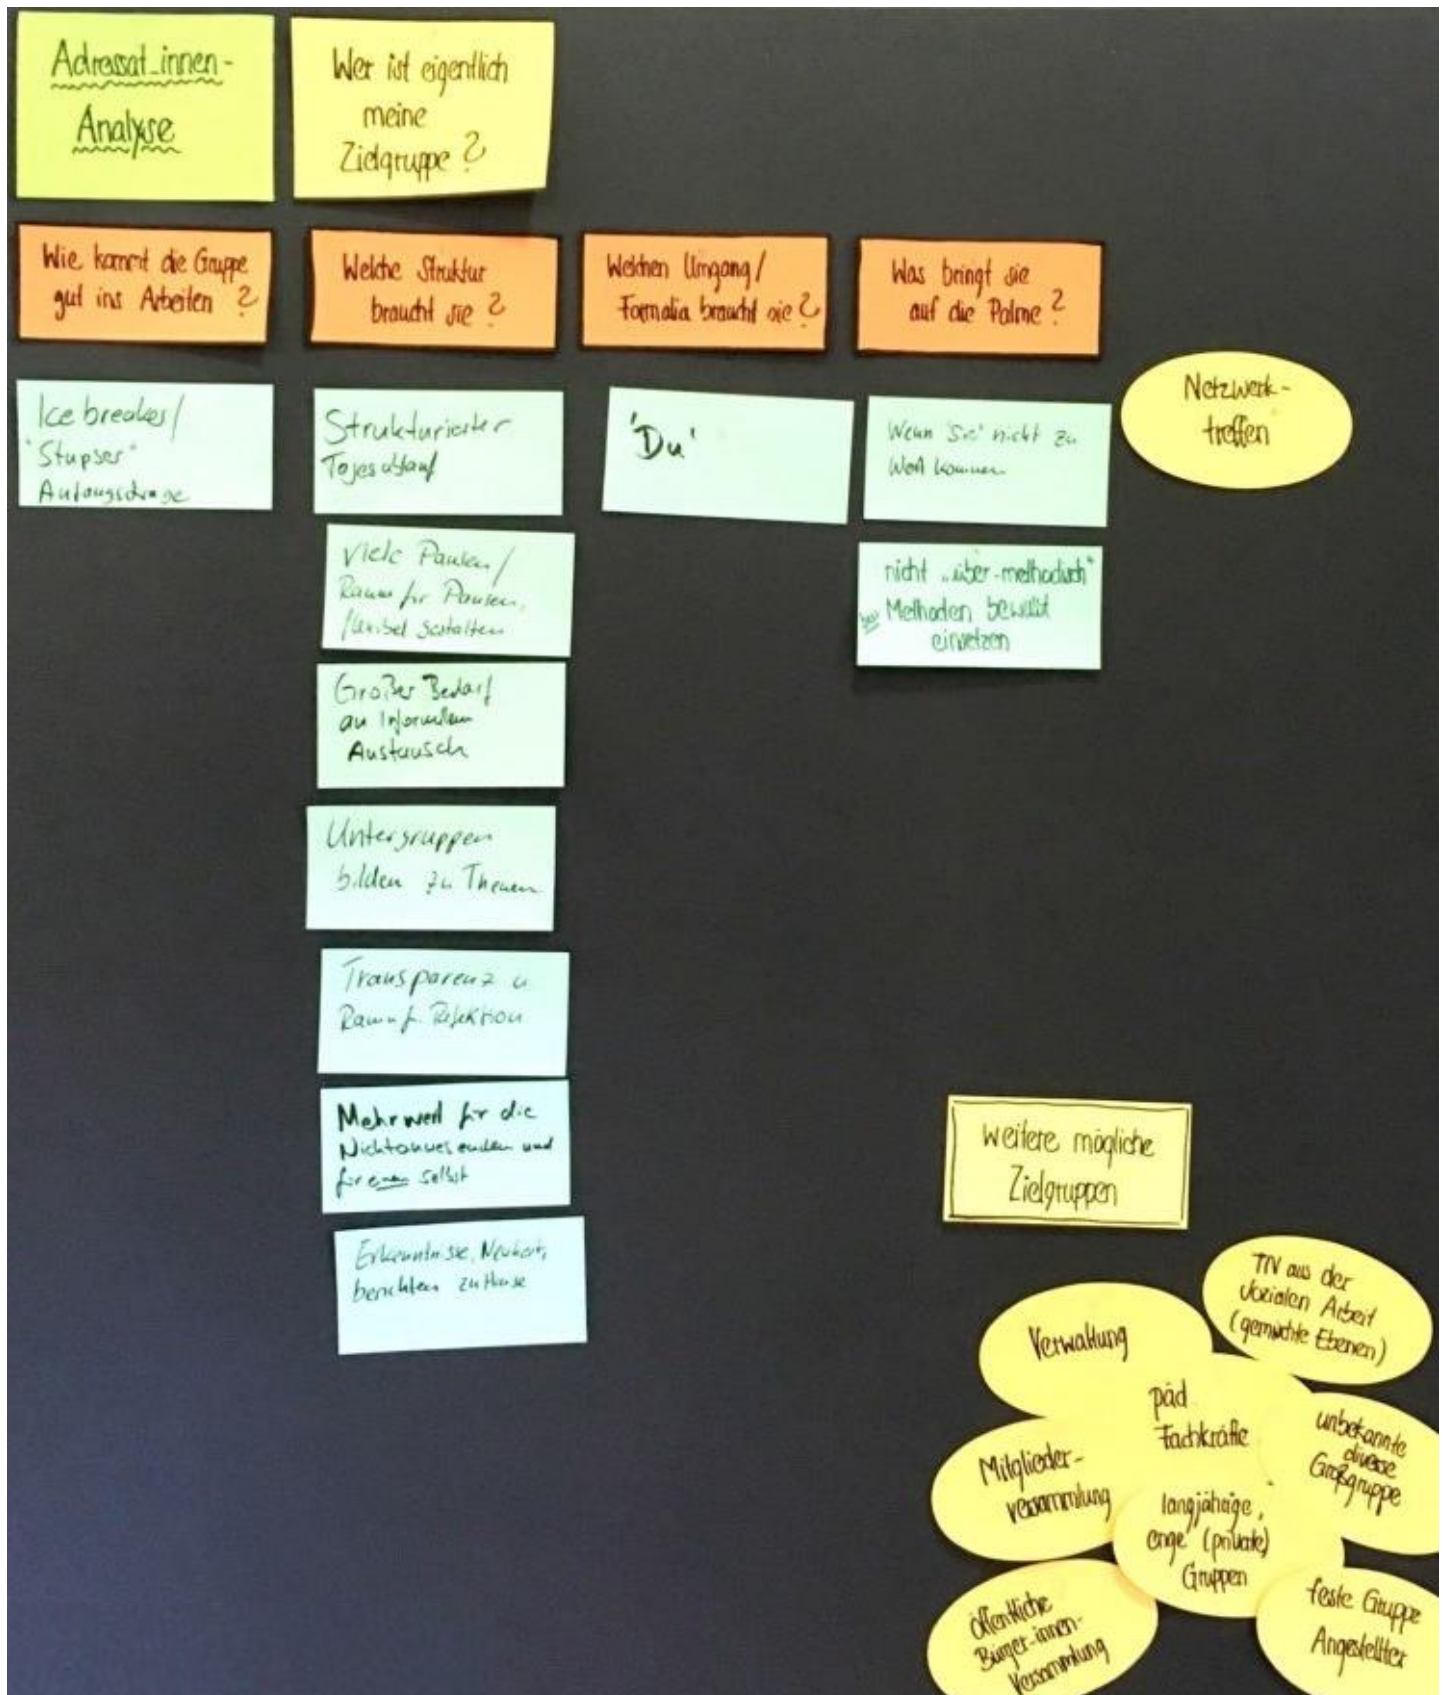 Adressat_innen-
Analyse
Wer ist eigentlich
meine
Zielgruppe?
Wie kommt die Gruppe
gut ins Arbeiten?
Welche Struktur
braucht sie?
Welchen Umgang/
Formalia braucht sie?
Was bringt sie
auf die Palme?
Netzwerk-
treffen
Ice breaker/
"Stupser"
Anfangsfrage
Strukturierter
Tagesablauf
Viele Pausen/
Raum für Pausen,
flexibel gestalten
Großer Bedarf
an Informellem
Austausch
Untergruppen
bilden zu Themen
Transparenz u
Raum f. Reflektion
Mehrwert für die
Nichtanwesenden und
für einen selbst
Erkenntnisse,
berichten zu Hause
'Du'
Wenn 'Sie' nicht zu
Wort kommen
nicht „über-methodisch"
Methoden bewusst
einsetzen
Weitere mögliche
Zielgruppen
TN aus der
Sozialen Arbeit
(gemischte Ebenen)
Verwaltung
päd.
Fachkräfte
unbekannte
diverse
Großgruppe
Mitglieder-
versammlung
langjährige,
enge (private)
Gruppen
öffentliche
Bürger-innen-
Versammlung
feste Gruppe
Angestellter